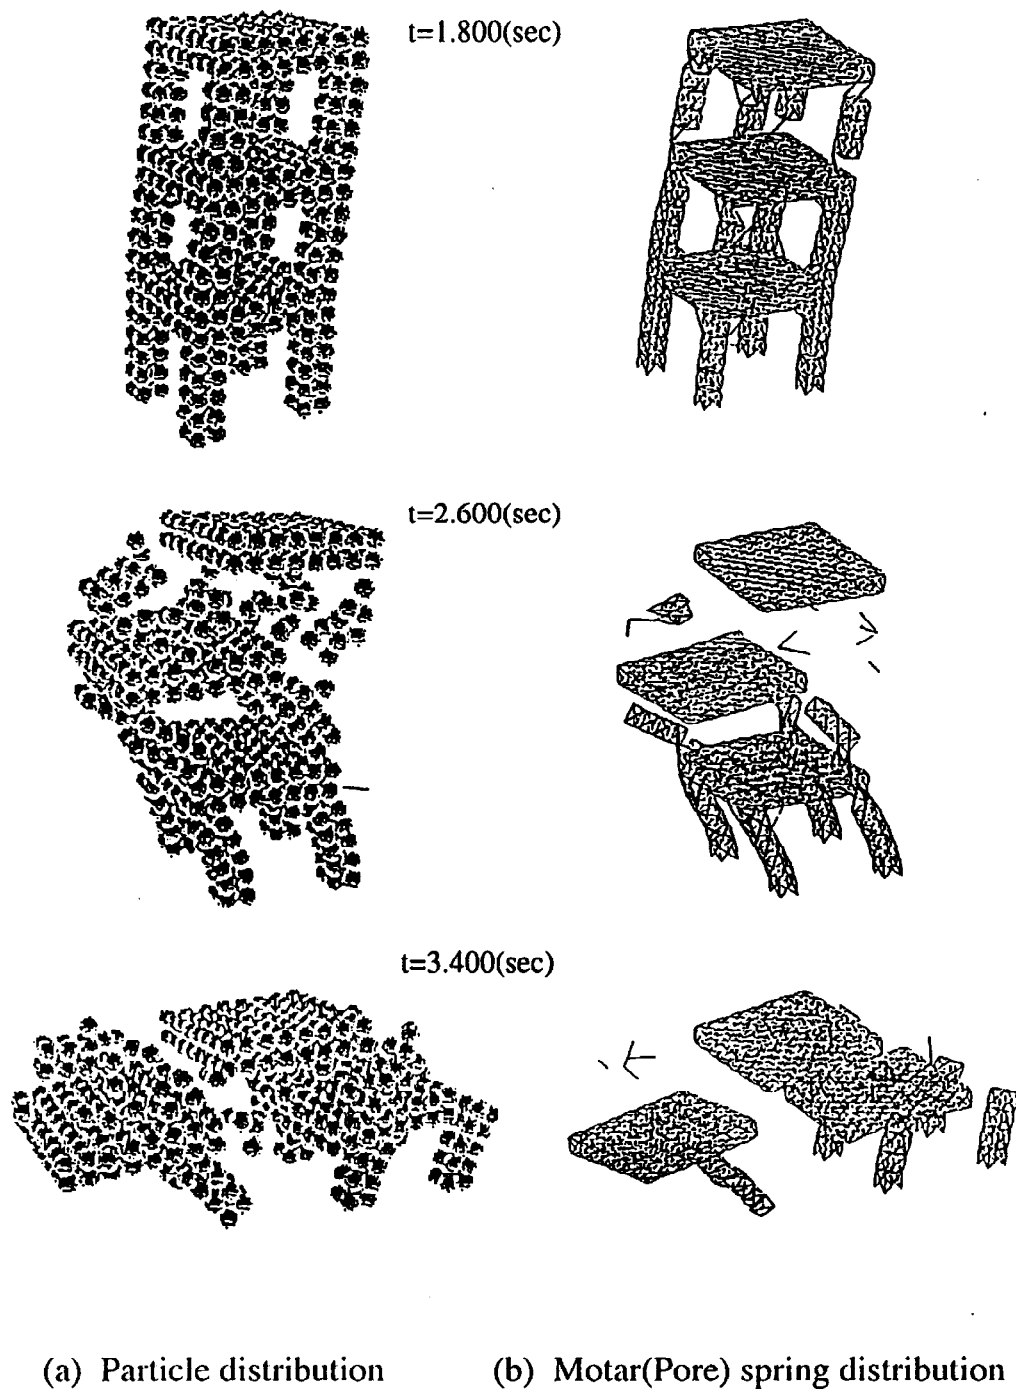 t=1.800(sec)
t=2.600(sec)
t=3.400(sec)
(a) Particle distribution
(b) Motar(Pore) spring distribution